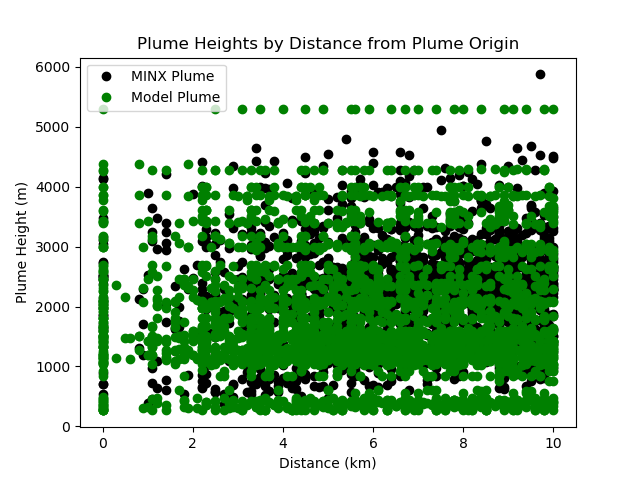 Plume Heights by Distance from Plume Origin
MINX Plume
Model Plume
Plume Height (m)
6000
5000
4000
3000
2000
1000
0
0 2 4 6 8 10
Distance (km)